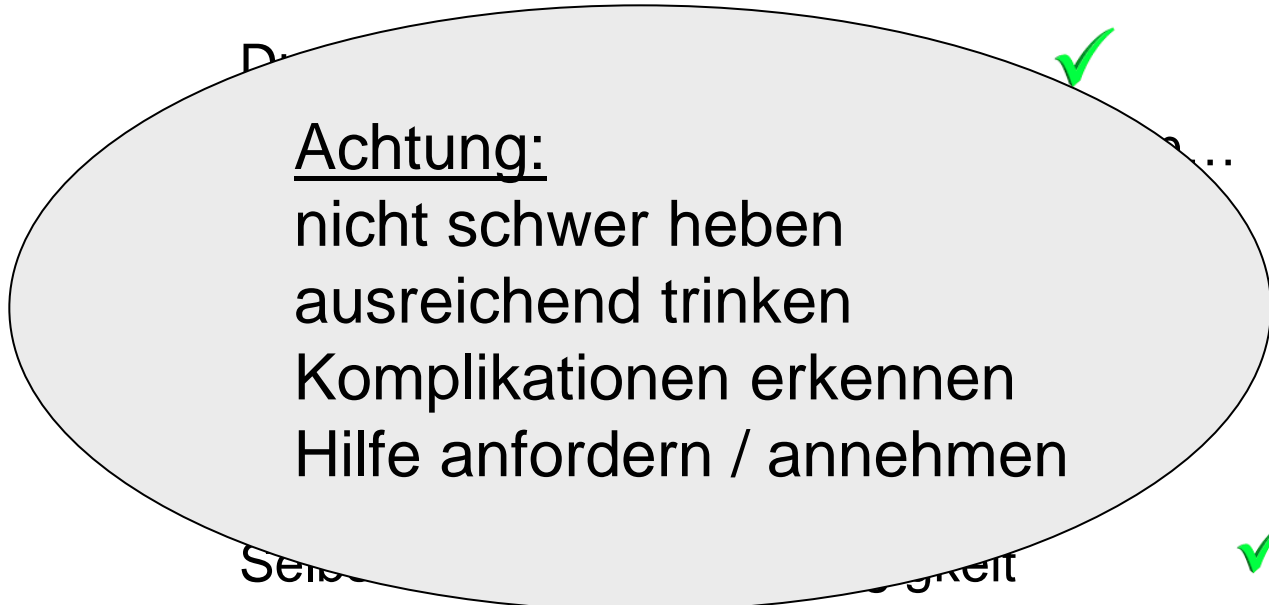 Achtung:
nicht schwer heben
ausreichend trinken
Komplikationen erkennen
Hilfe anfordern / annehmen